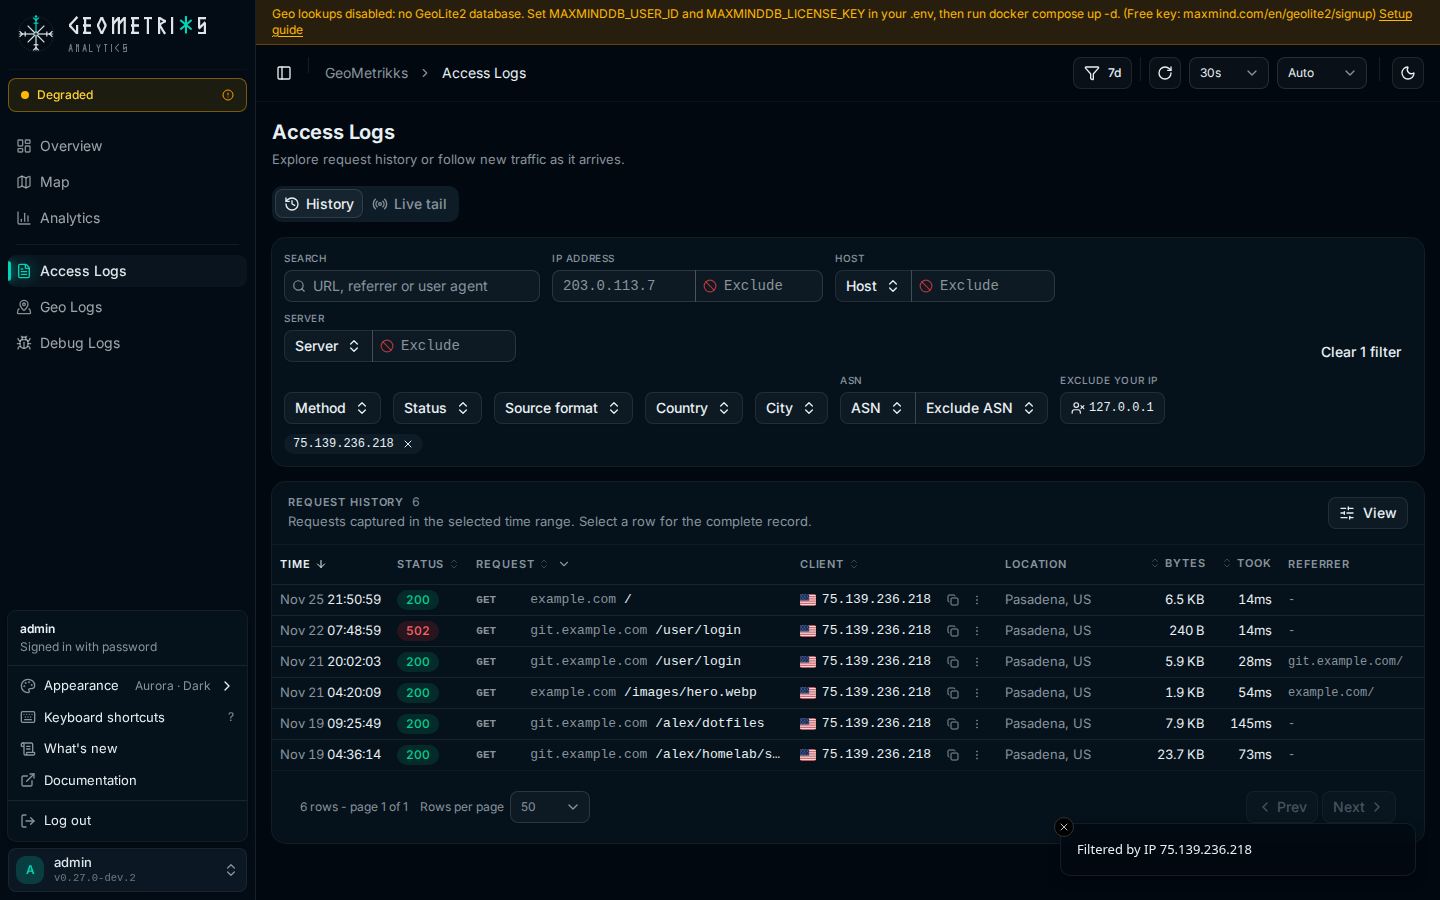 Geo lookups disabled: no GeoLite2 database. Set MAXMINDDB_USER_ID and MAXMINDDB_LICENSE_KEY in your .env, then run docker compose up -d. (Free key: maxmind.com/en/geolite2/signup) Setup
guide
GEOMETRIKS
ANALYTICS
Degraded
Overview
Map
Analytics
Access Logs
Geo Logs
Debug Logs
admin
Signed in with password
Appearance Aurora · Dark
Keyboard shortcuts ?
What's new
Documentation
Log out
A admin
v0.27.0-dev.2
GeoMetrikks > Access Logs
7d 30s Auto
Access Logs
Explore request history or follow new traffic as it arrives.
History Live tail
SEARCH IP ADDRESS HOST
URL, referrer or user agent 203.0.113.7 Exclude Host Exclude
SERVER
Server Exclude
Clear 1 filter
ASN EXCLUDE YOUR IP
Method Status Source format Country City ASN Exclude ASN 127.0.0.1
75.139.236.218
REQUEST HISTORY 6
Requests captured in the selected time range. Select a row for the complete record.
View
TIME STATUS REQUEST CLIENT LOCATION BYTES TOOK REFERRER
Nov 25 21:50:59 200 GET example.com / 75.139.236.218 Pasadena, US 6.5 KB 14ms -
Nov 22 07:48:59 502 GET git.example.com /user/login 75.139.236.218 Pasadena, US 240 B 14ms -
Nov 21 20:02:03 200 GET git.example.com /user/login 75.139.236.218 Pasadena, US 5.9 KB 28ms git.example.com/
Nov 21 04:20:09 200 GET example.com /images/hero.webp 75.139.236.218 Pasadena, US 1.9 KB 54ms example.com/
Nov 19 09:25:49 200 GET git.example.com /alex/dotfiles 75.139.236.218 Pasadena, US 7.9 KB 145ms -
Nov 19 04:36:14 200 GET git.example.com /alex/homelab/s… 75.139.236.218 Pasadena, US 23.7 KB 73ms -
6 rows - page 1 of 1 Rows per page 50
Prev Next
Filtered by IP 75.139.236.218